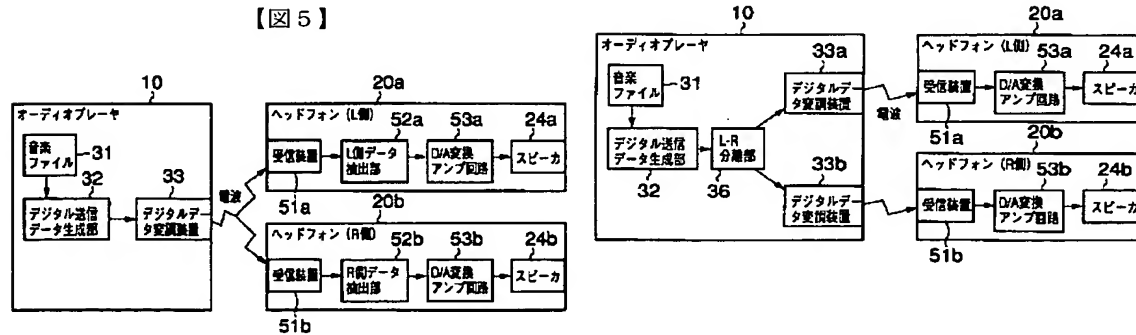 【図５】
10
オーディオプレーヤ
音楽
ファイル
31
32
デジタル送信
データ生成部
33
デジタルデー
タ変調装置
電波
20a
ヘッドフォン (L側)
52a
53a
24a
受信装置
L側データ
抽出部
D/A変換
アンプ回路
スピーカ
51a
20b
ヘッドフォン (R側)
52b
53b
24b
受信装置
R側データ
抽出部
D/A変換
アンプ回路
スピーカ
51b
10
オーディオプレーヤ
音楽
ファイル
31
デジタル送信
データ生成部
32
L-R
分離部
36
33a
デジタルデー
タ変調装置
33b
デジタルデー
タ変調装置
電波
20a
ヘッドフォン (L側)
53a
24a
受信装置
D/A変換
アンプ回路
スピーカ
51a
20b
ヘッドフォン (R側)
53b
24b
受信装置
D/A変換
アンプ回路
スピーカ
51b